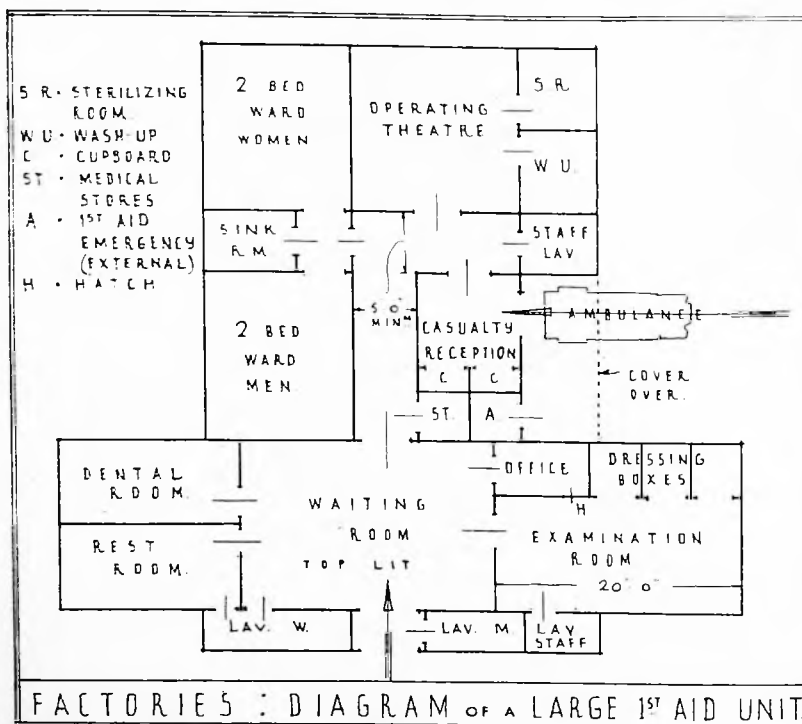 S R · STERILIZING
ROOM.
W U · WASH-UP
C · CUPBOARD
ST · MEDICAL
STORES
A · 1ST AID
EMERGENCY
(EXTERNAL)
H · HATCH
2 BED
WARD
WOMEN
OPERATING
THEATRE
S R
W U.
SINK
R M.
STAFF
LAV
2 BED
WARD
MEN.
5' 0"
MINM
CASUALTY
RECEPTION
C C
AMBULANCE
COVER
OVER.
ST. A
DENTAL
ROOM.
OFFICE
DRESSING
BOXES
H
WAITING
ROOM
TOP LIT
REST
ROOM.
EXAMINATION
ROOM
20' 0"
LAV. W.
LAV. M.
LAV
STAFF
FACTORIES : DIAGRAM OF A LARGE 1ST AID UNIT